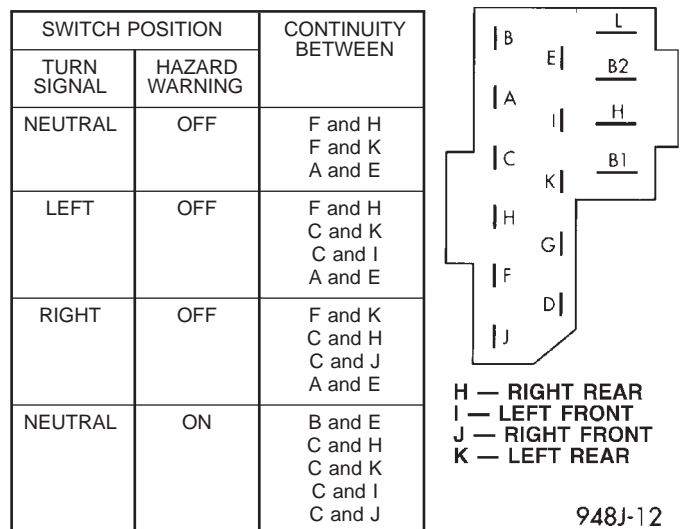 SWITCH POSITION
CONTINUITY
BETWEEN
TURN
SIGNAL
HAZARD
WARNING
NEUTRAL
OFF
F and H
F and K
A and E
LEFT
OFF
F and H
C and K
C and I
A and E
RIGHT
OFF
F and K
C and H
C and J
A and E
NEUTRAL
ON
B and E
C and H
C and K
C and I
C and J
L
B
E
B2
A
I
H
C
K
B1
H
G
F
D
J
H — RIGHT REAR
I — LEFT FRONT
J — RIGHT FRONT
K — LEFT REAR
948J-12